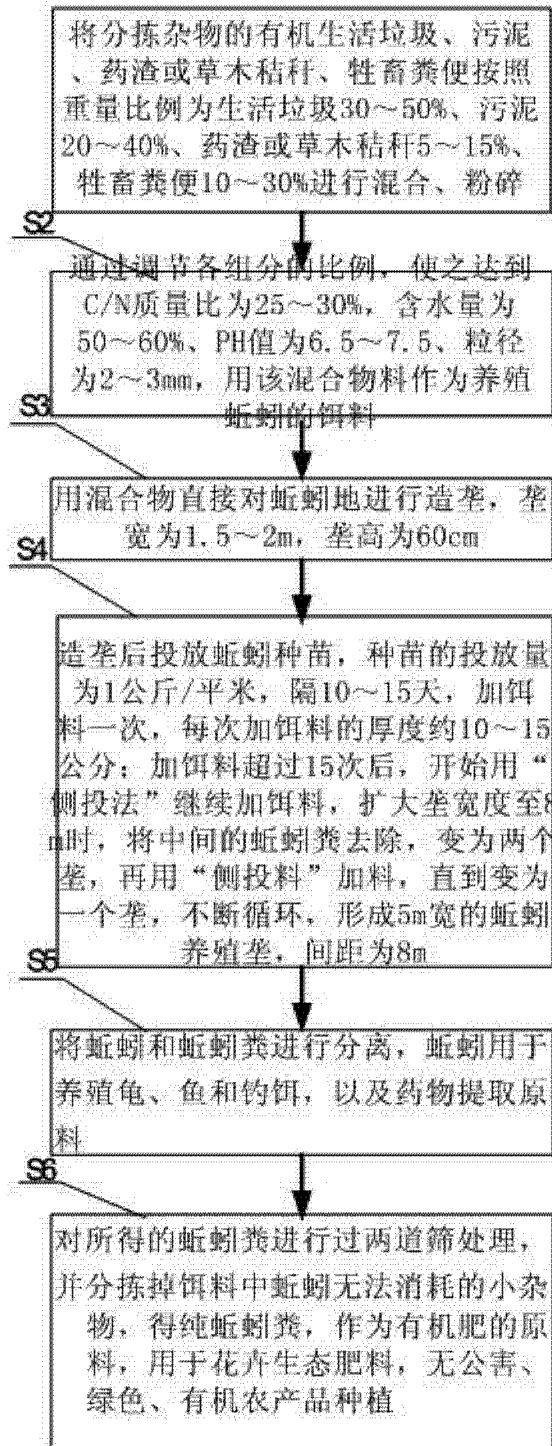 将分拣杂物的有机生活垃圾、污泥
、药渣或草木秸秆、牲畜粪便按照
重量比例为生活垃圾30～50%、污泥
20～40%、药渣或草木秸秆5～15%、
牲畜粪便10～30%进行混合、粉碎
S2
通过调节各组分的比例，使之达到
C/N质量比为25～30%，含水量为
50～60%、PH值为6.5～7.5、粒径
为2～3mm，用该混合物料作为养殖
蚯蚓的饵料
S3
用混合物直接对蚯蚓地进行造垄，垄
宽为1.5～2m，垄高为60cm
S4
造垄后投放蚯蚓种苗，种苗的投放量
为1公斤/平米，隔10～15天，加饵
料一次，每次加饵料的厚度约10～15
公分；加饵料超过15次后，开始用“
侧投法”继续加饵料，扩大垄宽度至8
m时，将中间的蚯蚓粪去除，变为两个
垄，再用“侧投料”加料，直到变为
一个垄，不断循环，形成5m宽的蚯蚓
养殖垄，间距为8m
S5
将蚯蚓和蚯蚓粪进行分离，蚯蚓用于
养殖龟、鱼和钓饵，以及药物提取原
料
S6
对所得的蚯蚓粪进行过两道筛处理，
并分拣掉饵料中蚯蚓无法消耗的小杂
物，得纯蚯蚓粪，作为有机肥的原
料，用于花卉生态肥料，无公害、
绿色、有机农产品种植